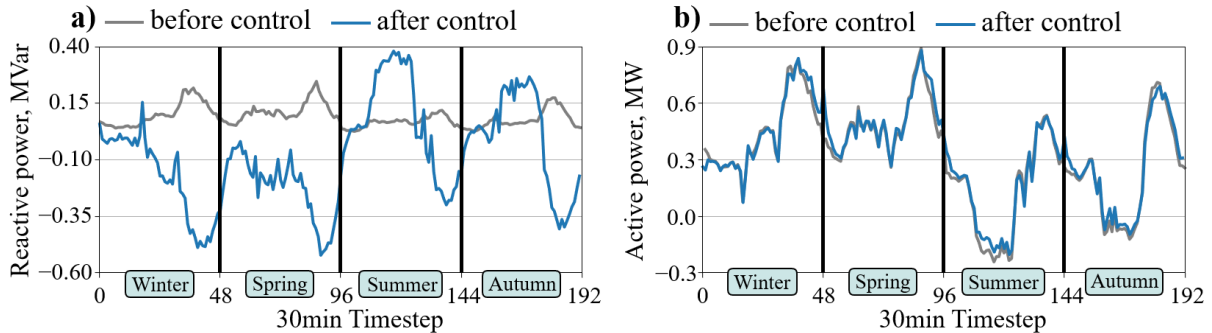 a)
before control
after control
Reactive power, MVar
0.40
0.15
−0.10
−0.35
−0.60
Winter
Spring
Summer
Autumn
0
48
96
144
192
30min Timestep
b)
before control
after control
Active power, MW
0.9
0.6
0.3
0.0
−0.3
Winter
Spring
Summer
Autumn
0
48
96
144
192
30min Timestep